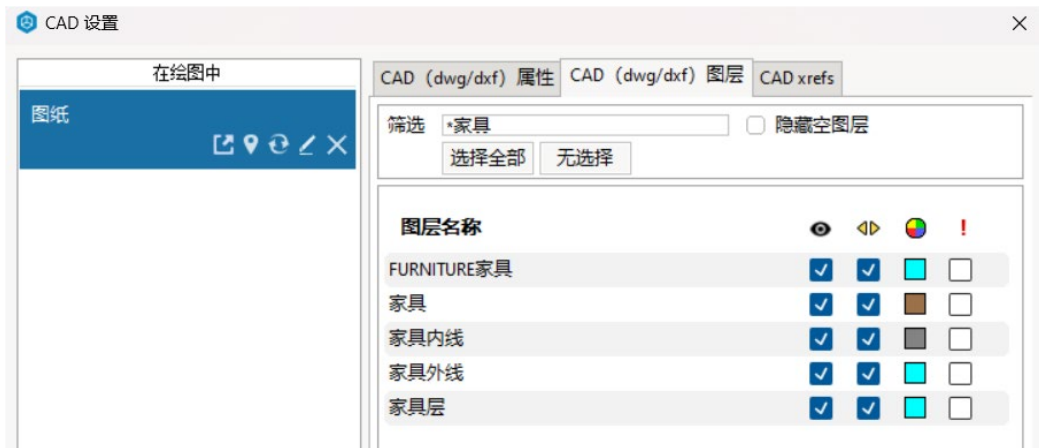 CAD 设置
在绘图中
图纸
CAD（dwg/dxf）属性 CAD（dwg/dxf）图层 CAD xrefs
筛选 *家具 隐藏空图层
选择全部 无选择
图层名称 !
FURNITURE家具
家具
家具内线
家具外线
家具层